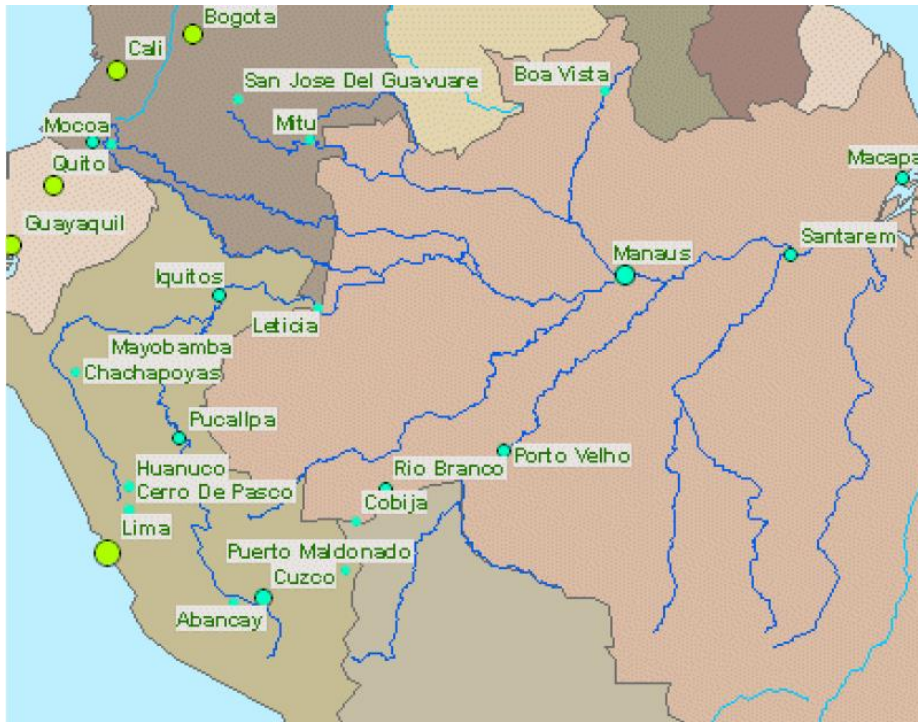 Bogota
Cali
San Jose Del Guavuare
Boa Vista
Mocoa
Mitu
Quito
Macapa
Guayaquil
Santarem
Manaus
Iquitos
Leticia
Mayobamba
Chachapoyas
Pucallpa
Huanuco
Rio Branco
Porto Velho
Cerro De Pasco
Cobija
Lima
Puerto Maldonado
Cuzco
Abancay